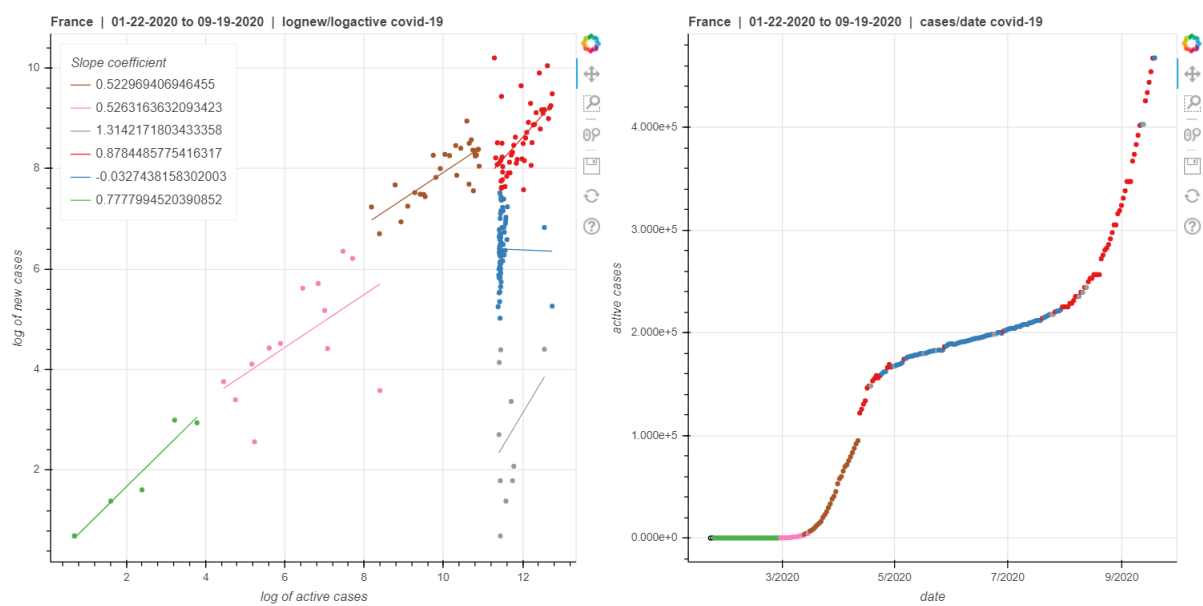 France | 01-22-2020 to 09-19-2020 | lognew/logactive covid-19
Slope coefficient
0.522969406946455
0.5263163632093423
1.3142171803433358
0.8784485775416317
-0.0327438158302003
0.7777994520390852
log of new cases
10
8
6
4
2
2 4 6 8 10 12
log of active cases
France | 01-22-2020 to 09-19-2020 | cases/date covid-19
active cases
4.000e+5
3.000e+5
2.000e+5
1.000e+5
0.000e+0
3/2020 5/2020 7/2020 9/2020
date